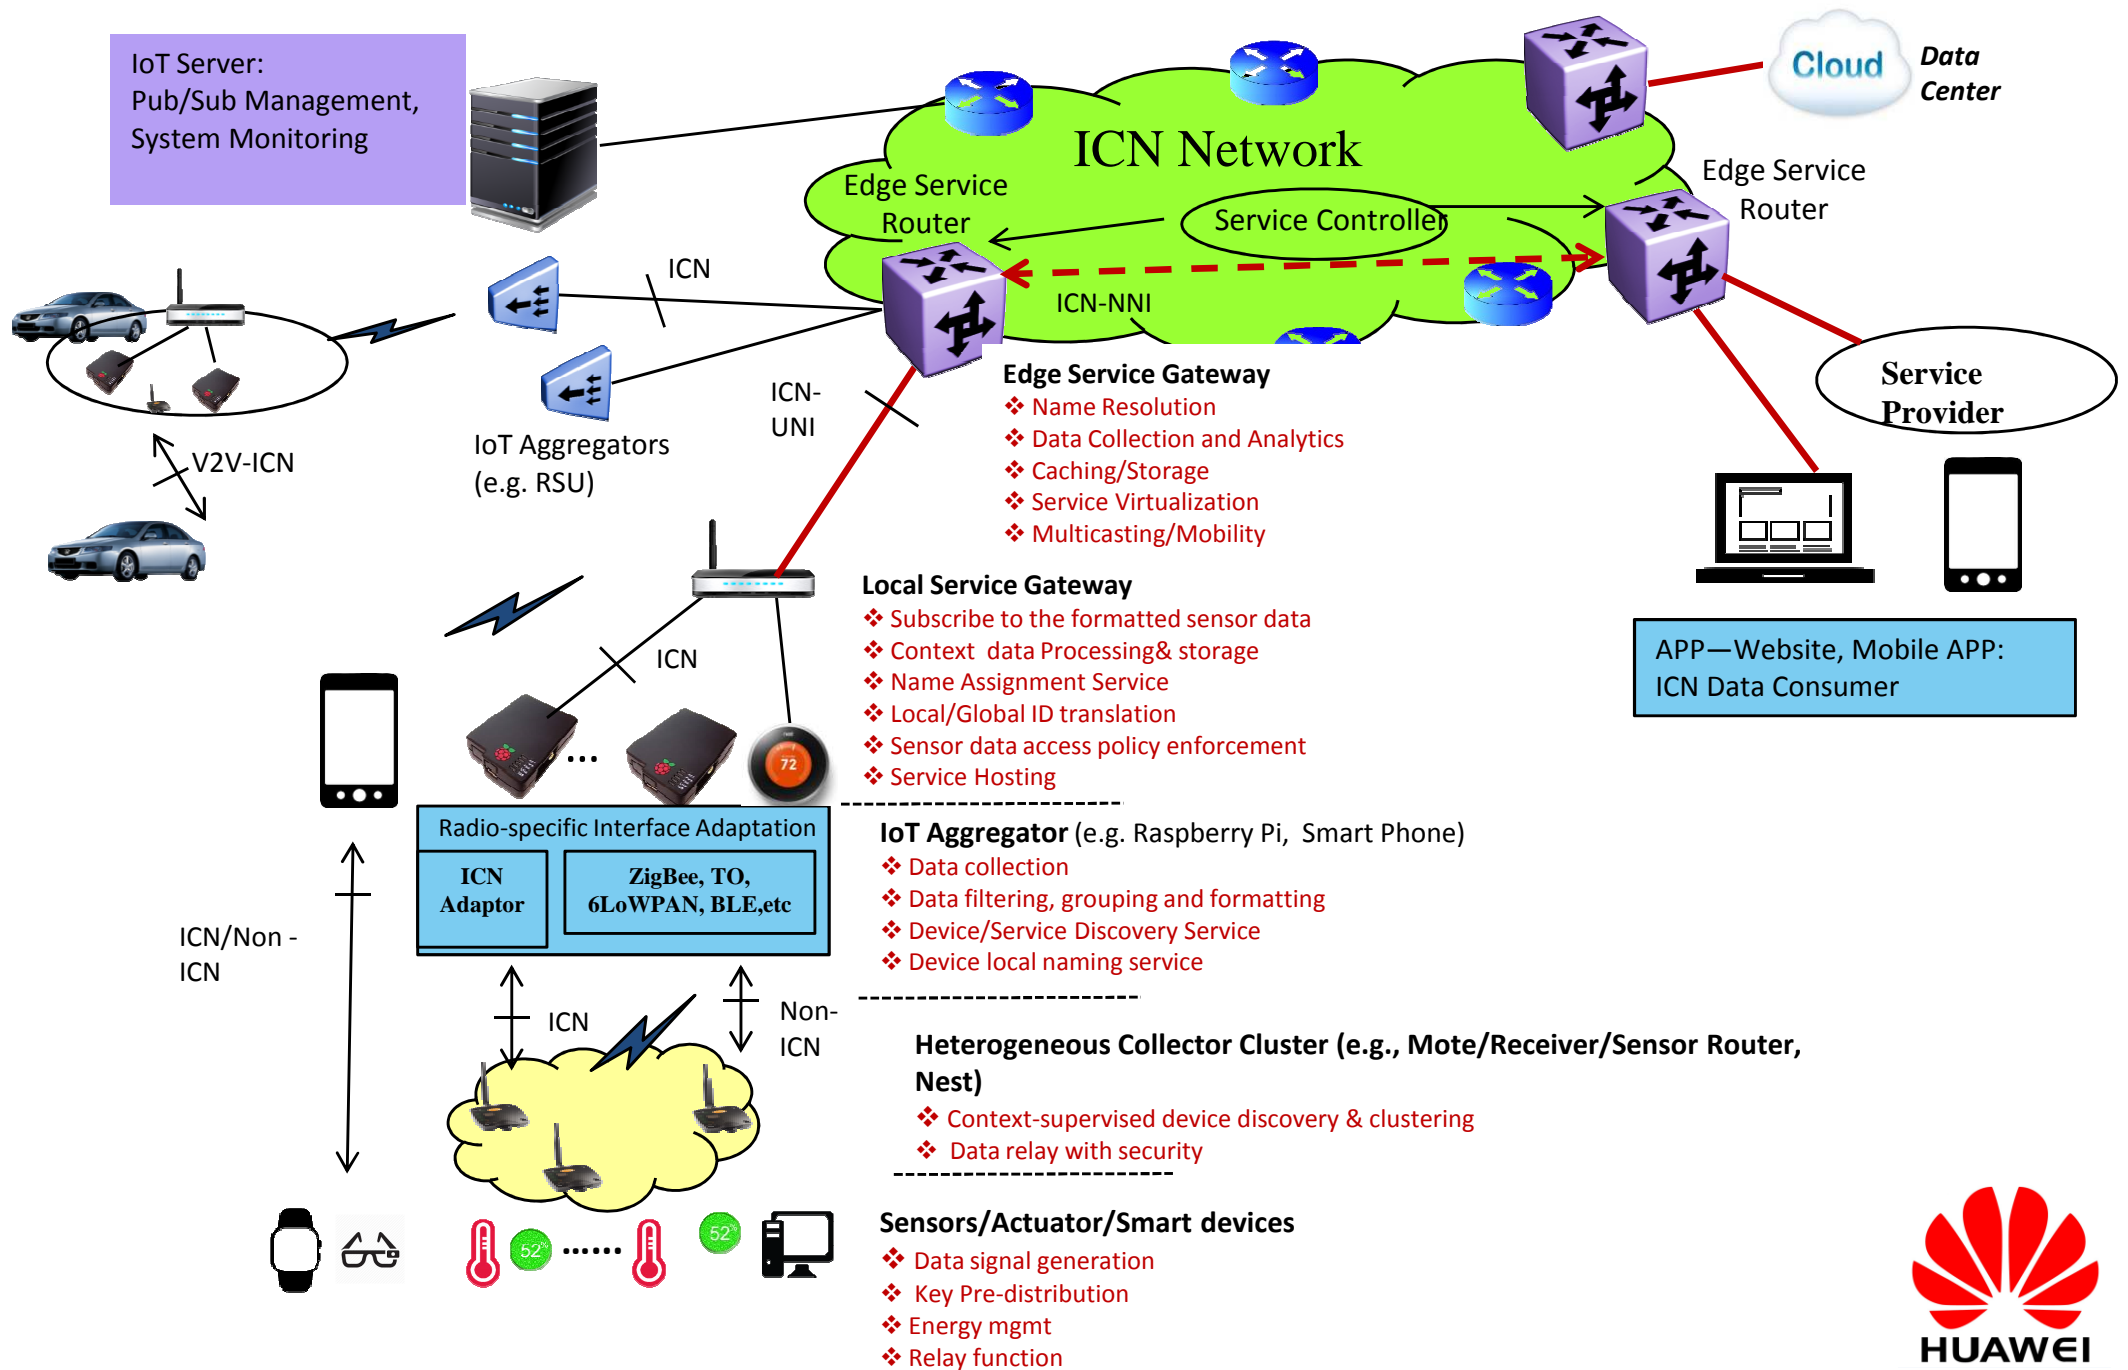 IoT Server:
Pub/Sub Management,
System Monitoring
ICN Network
Cloud
Data
Center
Edge Service
Router
Service Controller
Edge Service
Router
ICN
ICN-NNI
ICN-
UNI
IoT Aggregators
(e.g. RSU)
V2V-ICN
Service
Provider
Edge Service Gateway
❖ Name Resolution
❖ Data Collection and Analytics
❖ Caching/Storage
❖ Service Virtualization
❖ Multicasting/Mobility
Local Service Gateway
❖ Subscribe to the formatted sensor data
❖ Context data Processing& storage
❖ Name Assignment Service
❖ Local/Global ID translation
❖ Sensor data access policy enforcement
❖ Service Hosting
APP—Website, Mobile APP:
ICN Data Consumer
ICN
...
72
Radio-specific Interface Adaptation
ICN
Adaptor
ZigBee, TO,
6LoWPAN, BLE,etc
IoT Aggregator (e.g. Raspberry Pi, Smart Phone)
❖ Data collection
❖ Data filtering, grouping and formatting
❖ Device/Service Discovery Service
❖ Device local naming service
ICN/Non -
ICN
ICN
Non-
ICN
Heterogeneous Collector Cluster (e.g., Mote/Receiver/Sensor Router,
Nest)
❖ Context-supervised device discovery & clustering
❖ Data relay with security
52%
......
52%
Sensors/Actuator/Smart devices
❖ Data signal generation
❖ Key Pre-distribution
❖ Energy mgmt
❖ Relay function
HUAWEI